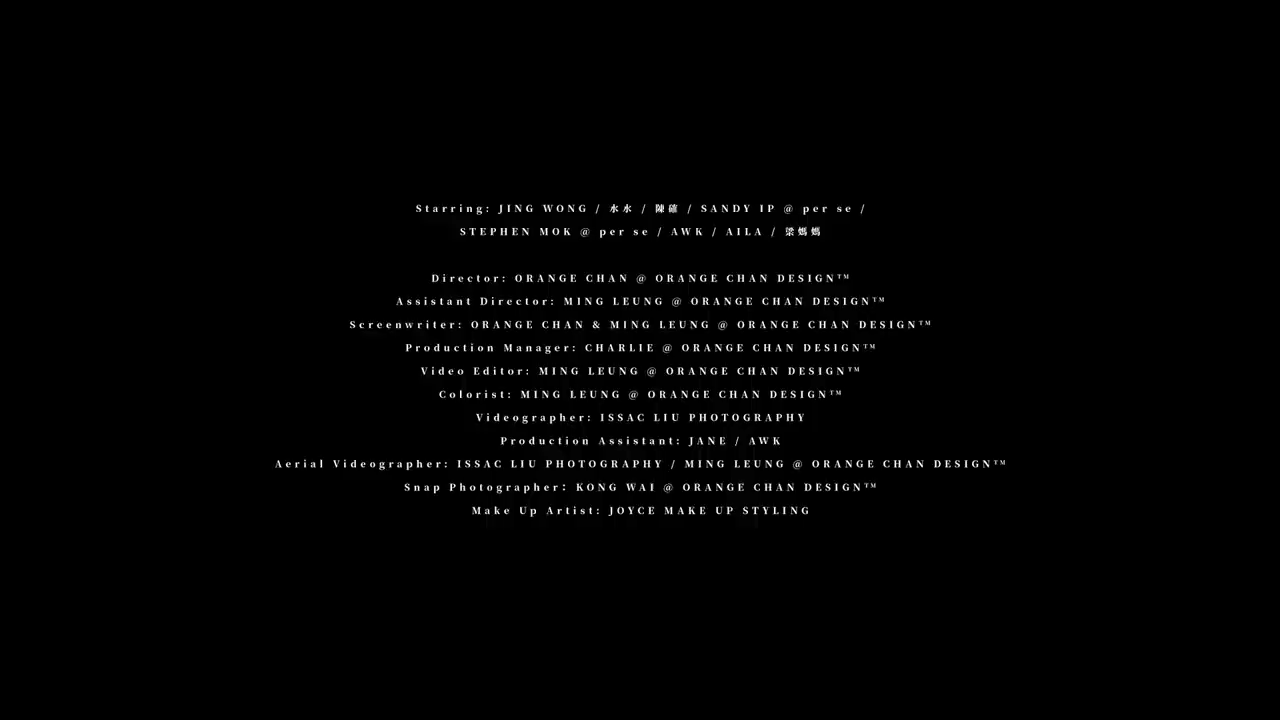 Starring: JING WONG / 水水 / 陳確 / SANDY IP @ per se /
STEPHEN MOK @ per se / AWK / AILA / 梁媽媽
Director: ORANGE CHAN @ ORANGE CHAN DESIGN™
Assistant Director: MING LEUNG @ ORANGE CHAN DESIGN™
Screenwriter: ORANGE CHAN & MING LEUNG @ ORANGE CHAN DESIGN™
Production Manager: CHARLIE @ ORANGE CHAN DESIGN™
Video Editor: MING LEUNG @ ORANGE CHAN DESIGN™
Colorist: MING LEUNG @ ORANGE CHAN DESIGN™
Videographer: ISSAC LIU PHOTOGRAPHY
Production Assistant: JANE / AWK
Aerial Videographer: ISSAC LIU PHOTOGRAPHY / MING LEUNG @ ORANGE CHAN DESIGN™
Snap Photographer: KONG WAI @ ORANGE CHAN DESIGN™
Make Up Artist: JOYCE MAKE UP STYLING